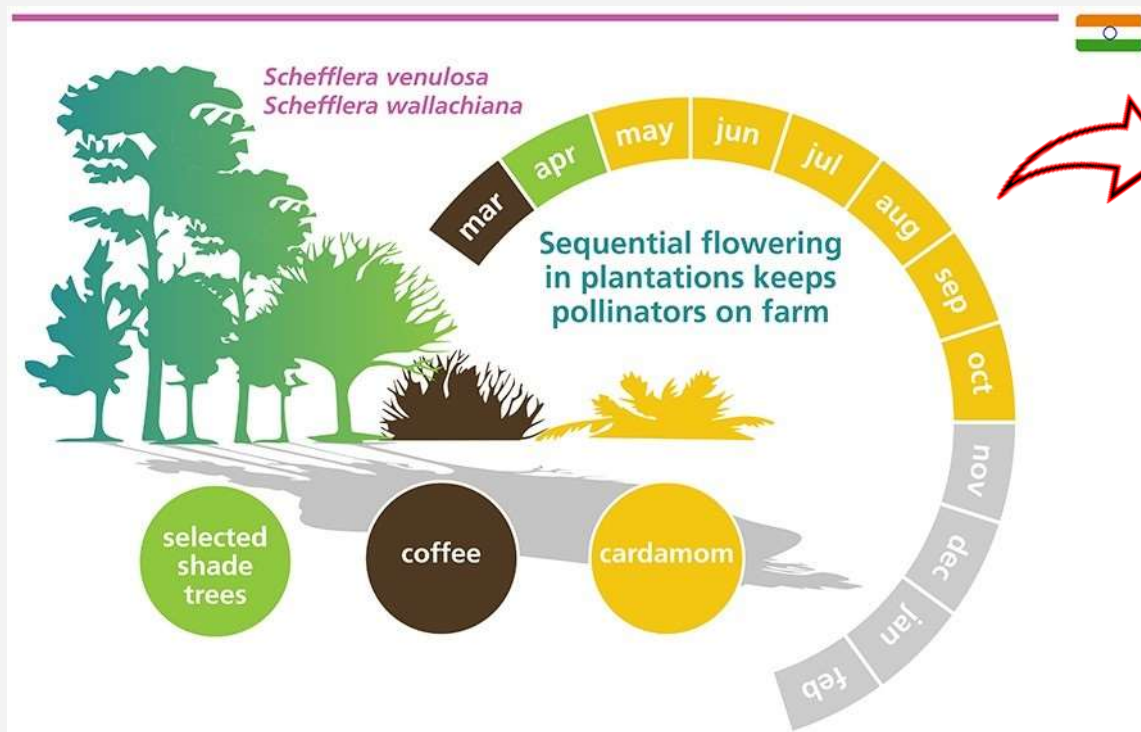 Schefflera venulosa
Schefflera wallachiana
mar
apr
may
jun
jul
aug
sep
oct
nov
dec
jan
feb
Sequential flowering
in plantations keeps
pollinators on farm
selected
shade
trees
coffee
cardamom